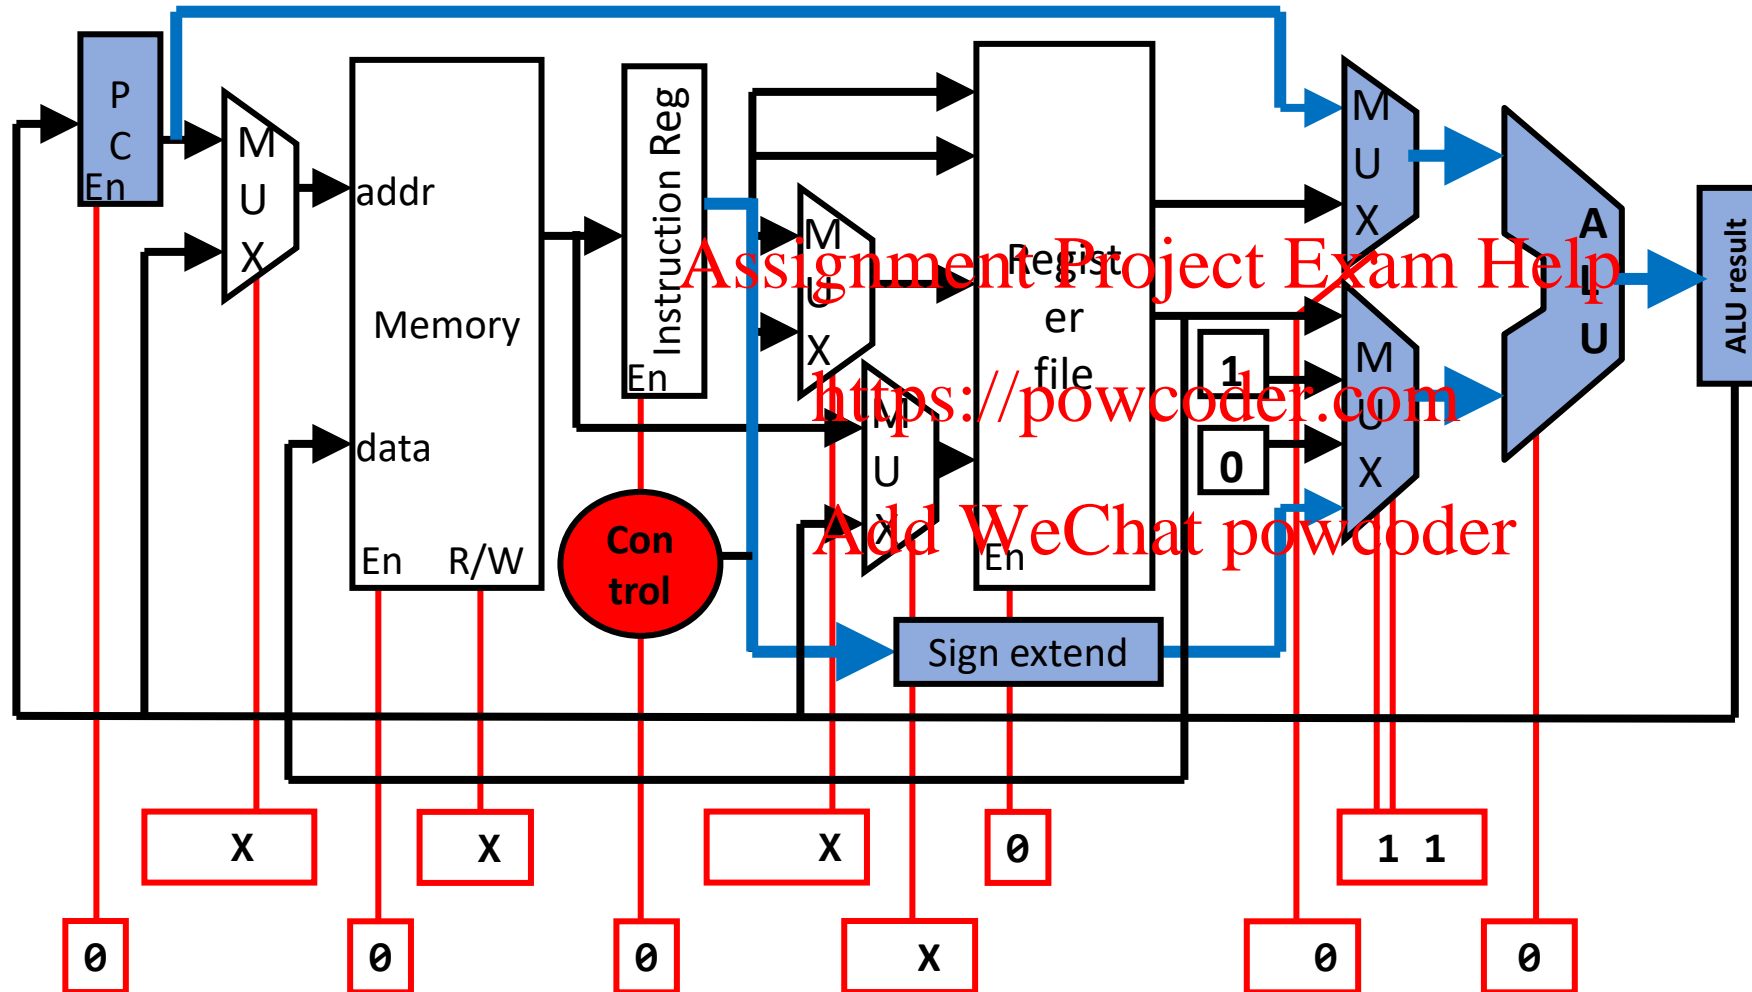 P
C
En
M
U
X
addr
Memory
data
En R/W
Instruction Reg
En
Con
trol
M
U
X
M
U
X
Regist
er
file
En
Sign extend
1
0
M
U
X
M
U
X
A
L
U
ALU result
Assignment Project Exam Help
https://powcoder.com
Add WeChat powcoder
X
X
X
0
1 1
0
0
0
X
0
0